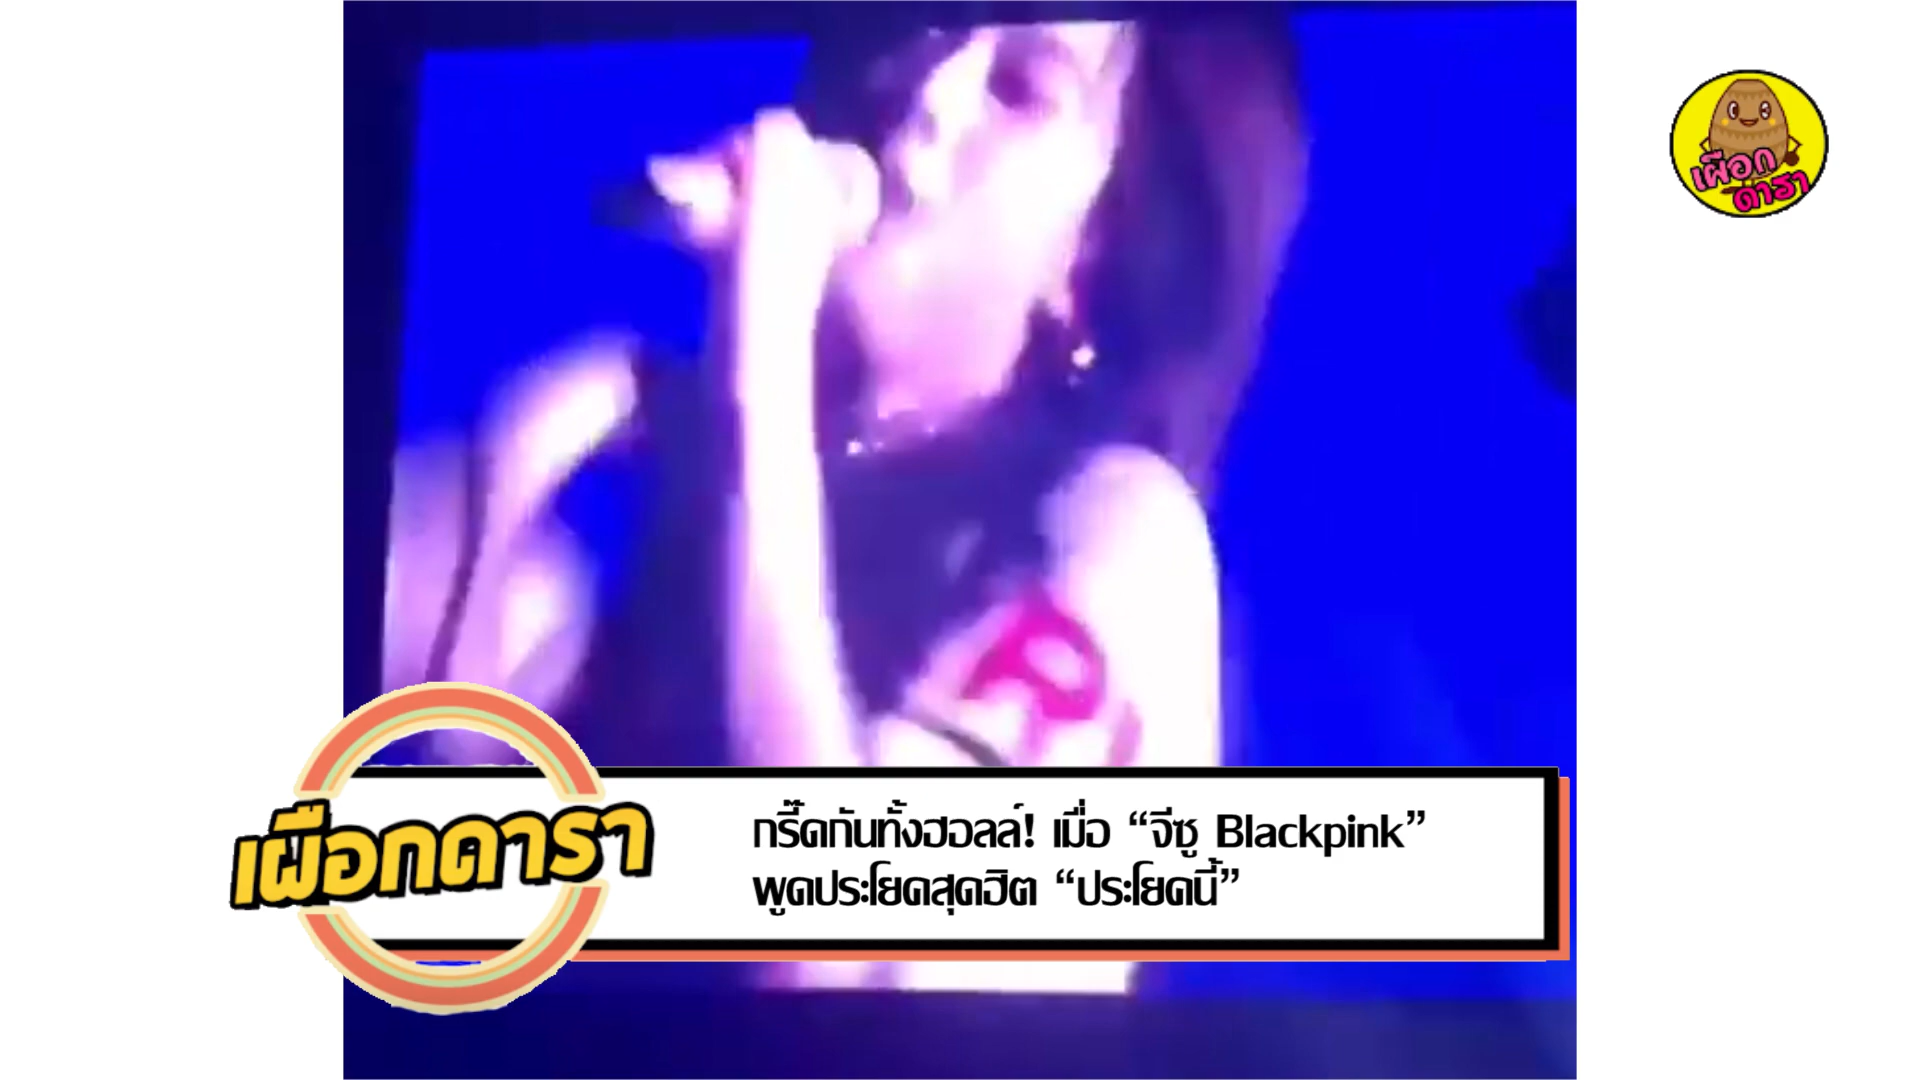 เผือก
ดารา
เผือกดารา
กรี๊ดกันทั้งฮอลล์! เมื่อ “จีซู Blackpink”
พูดประโยคสุดฮิต “ประโยคนี้”